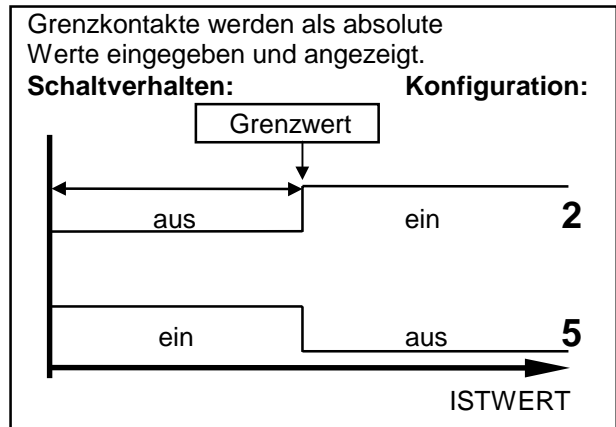 Grenzkontakte werden als absolute
Werte eingegeben und angezeigt.
Schaltverhalten: Konfiguration:
Grenzwert
aus ein 2
ein aus 5
ISTWERT